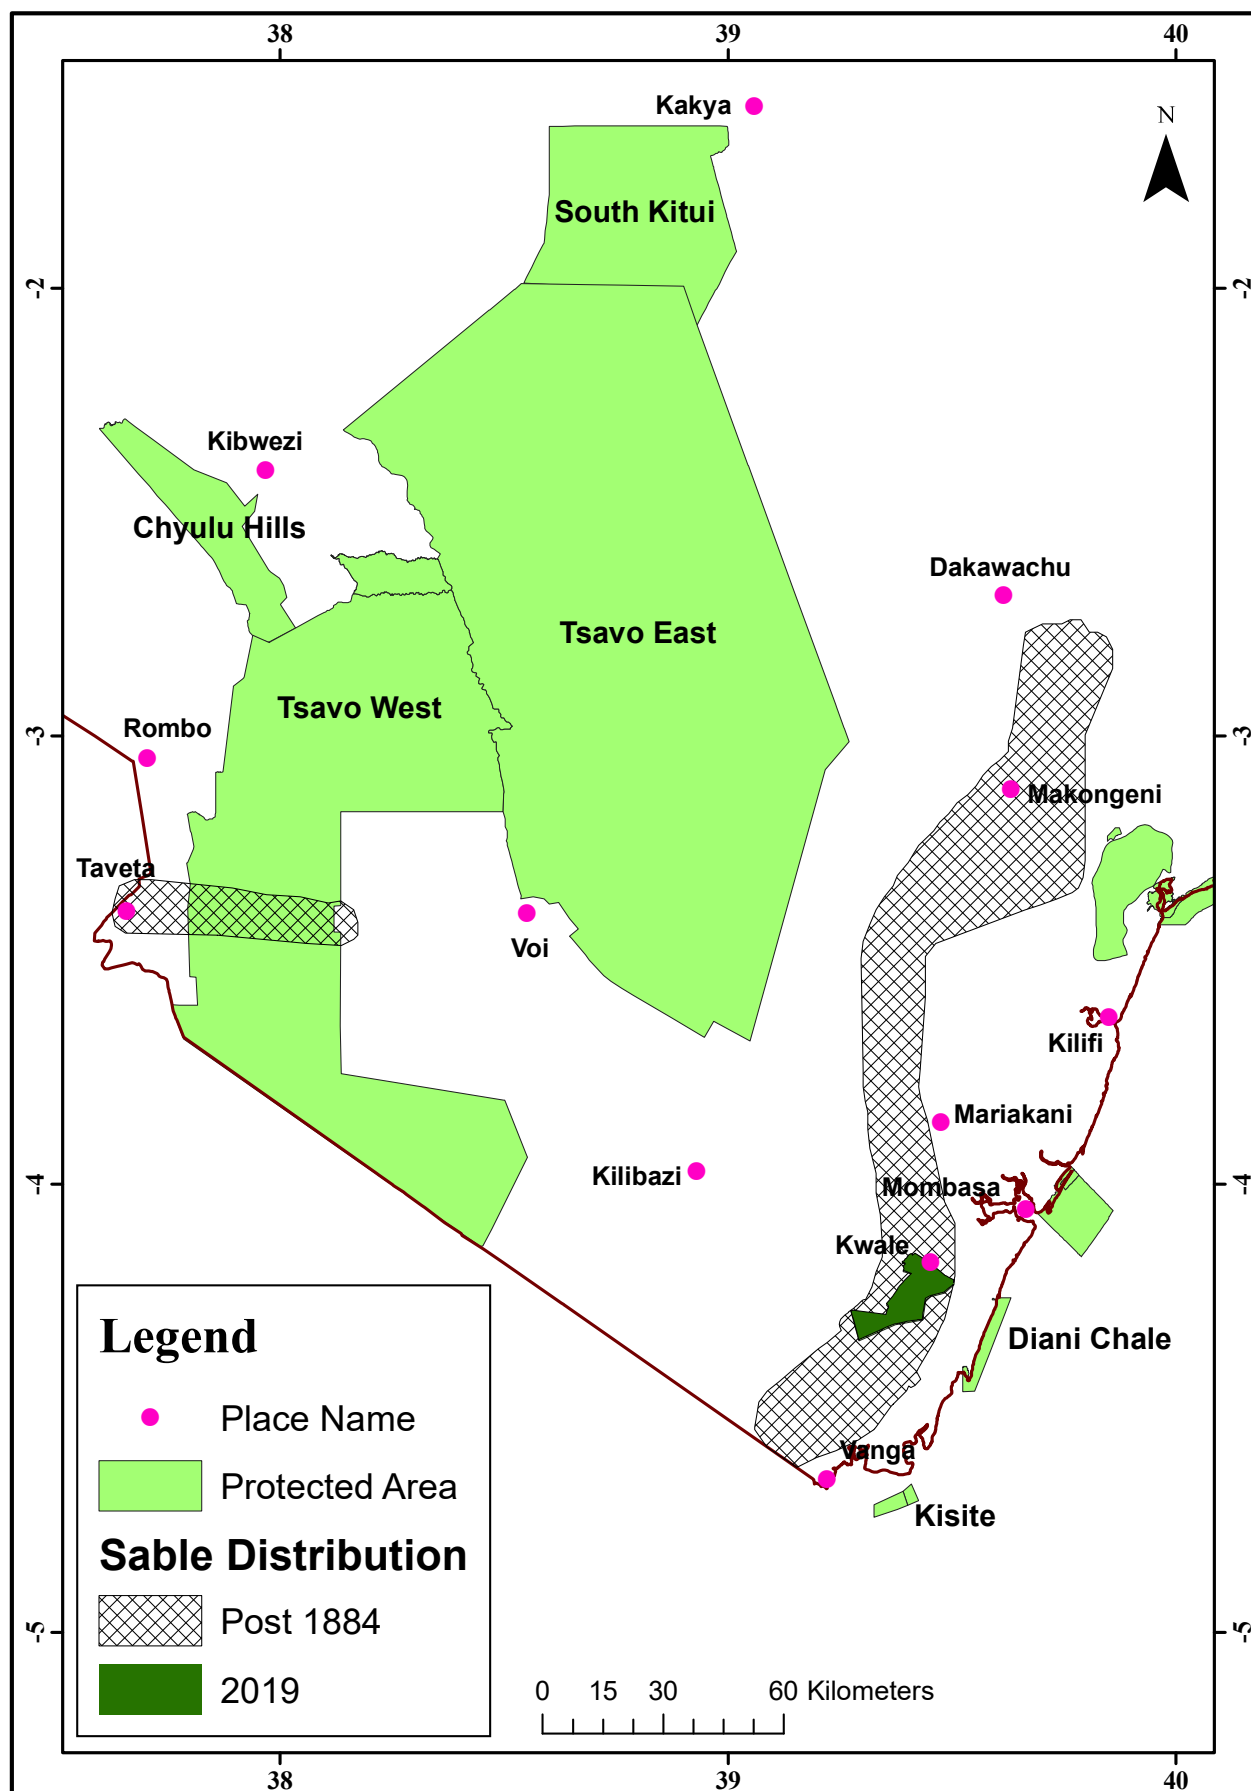 38 39 40
Kakya
N
South Kitui
-2 -2
Kibwezi
Chyulu Hills
Dakawachu
Tsavo East
Tsavo West
Rombo
-3 -3
Makongeni
Taveta
Voi
Kilifi
Mariakani
Kilibazi
-4 -4
Mombasa
Kwale
Diani Chale
Vanga
Kisite
Legend
Place Name
Protected Area
Sable Distribution
Post 1884
2019
-5 -5
0 15 30 60 Kilometers
38 39 40